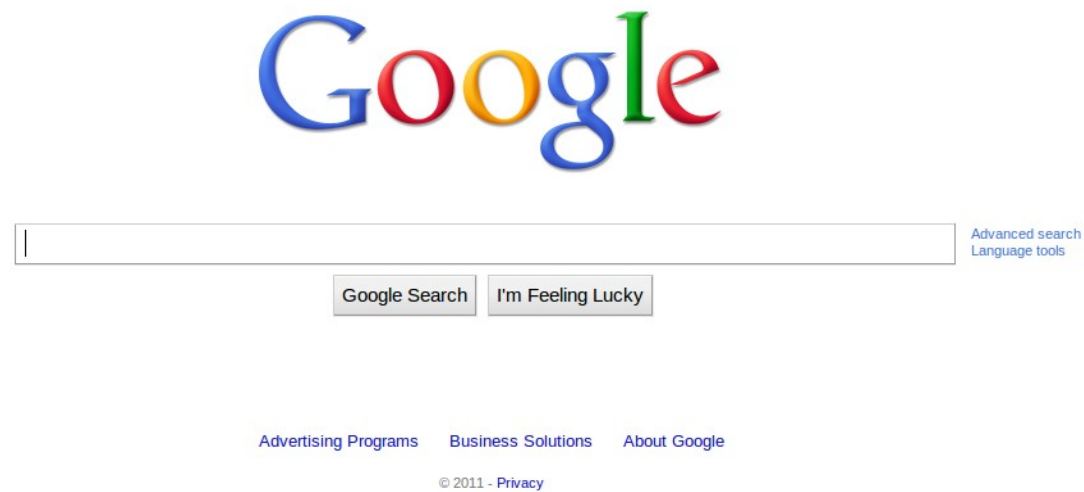 Google
Advanced search
Language tools
Google Search I'm Feeling Lucky
Advertising Programs Business Solutions About Google
© 2011 - Privacy